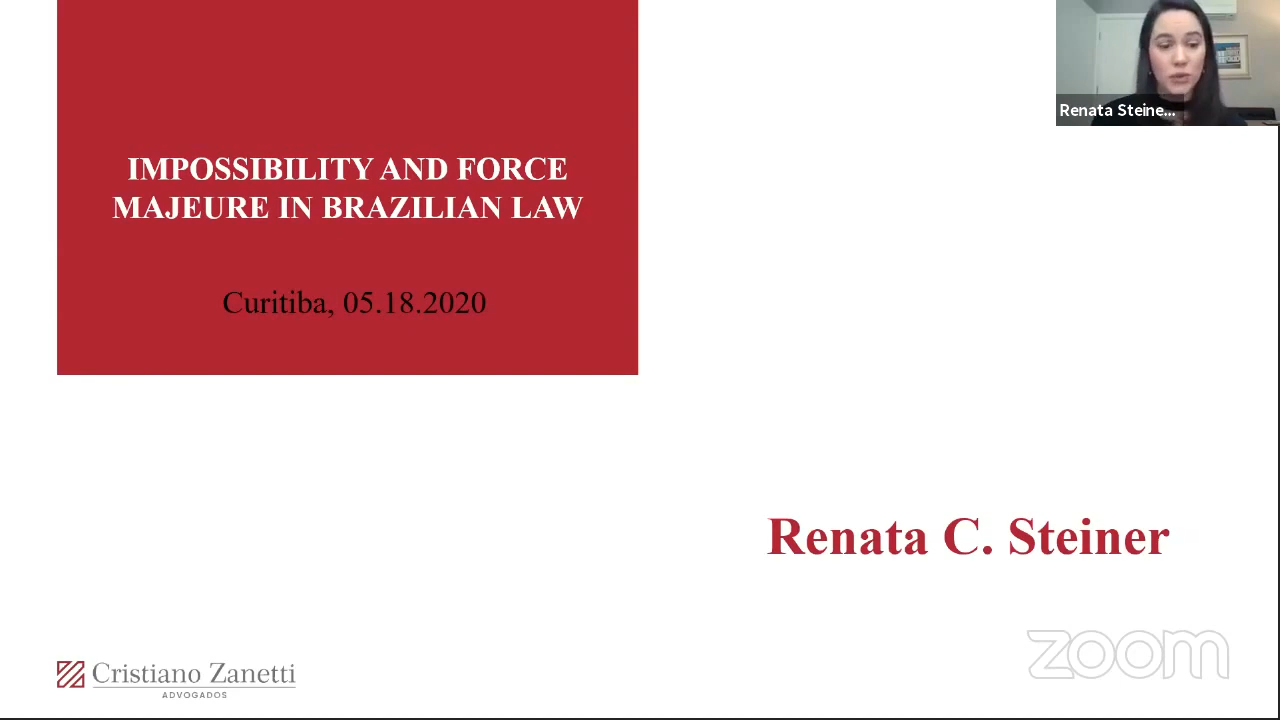 Renata Steine...
IMPOSSIBILITY AND FORCE
MAJEURE IN BRAZILIAN LAW
Curitiba, 05.18.2020
Renata C. Steiner
Cristiano Zanetti
ADVOGADOS
zoom